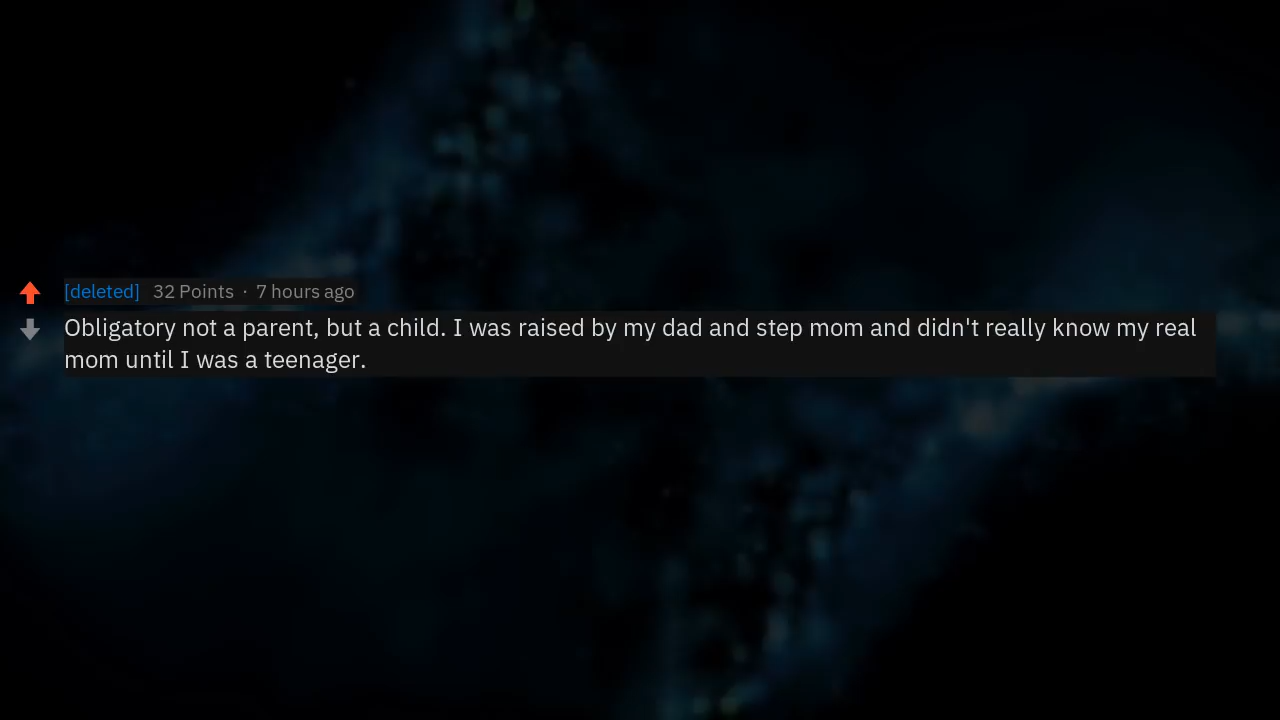 [deleted] 32 Points · 7 hours ago
Obligatory not a parent, but a child. I was raised by my dad and step mom and didn't really know my real
mom until I was a teenager.